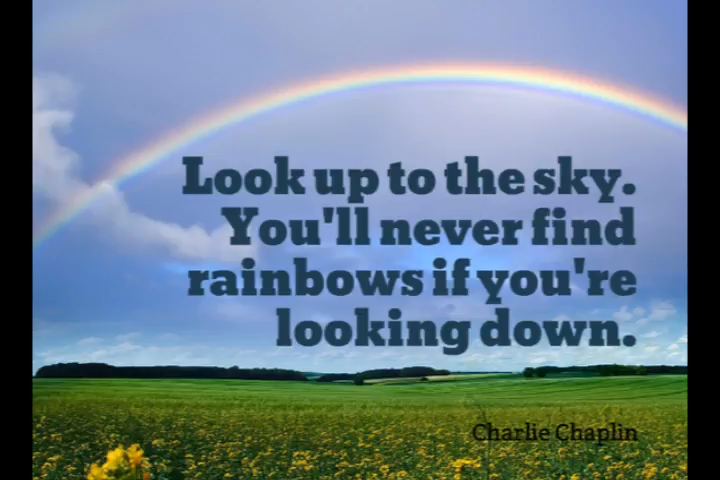 Look up to the sky.
You'll never find
rainbows if you're
looking down.
Charlie Chaplin